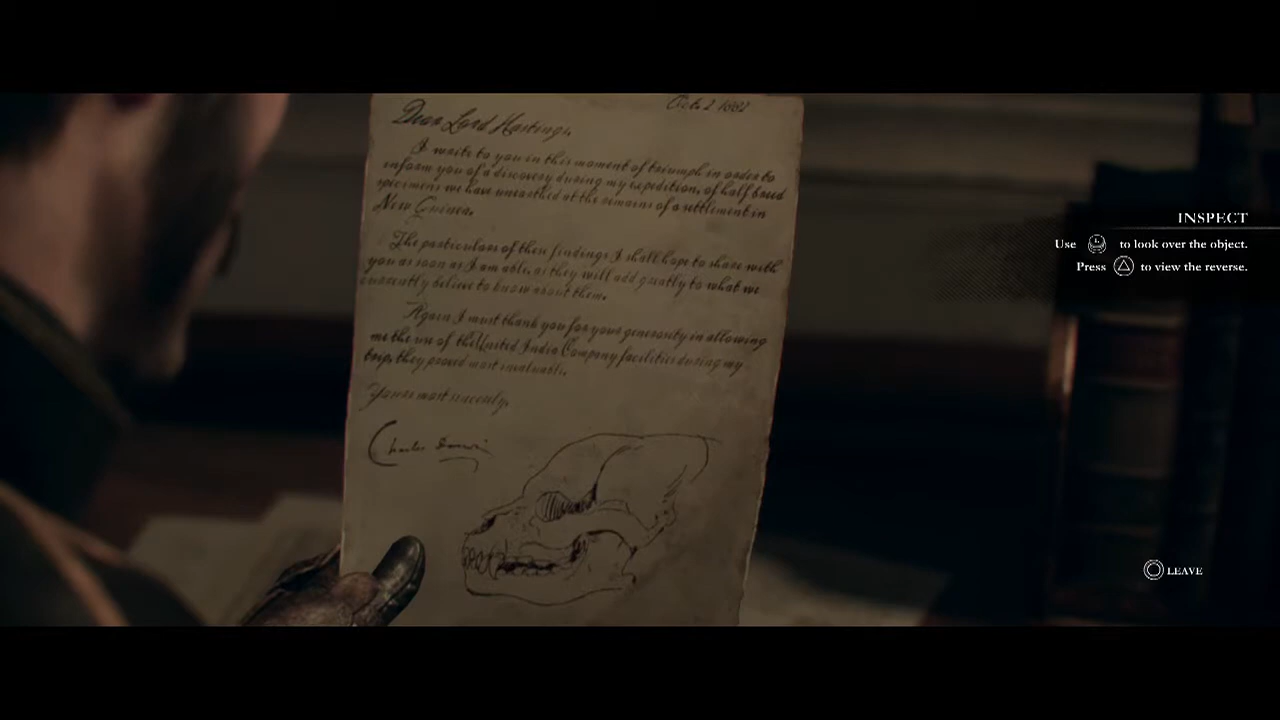 Oct. 2 1881
Dear Lord Hastings,
I write to you in this moment of triumph in order to
inform you of a discovery during my expedition, of half breed
specimens we have unearthed at the remains of a settlement in
New Guinea.
The particulars of these findings I shall hope to share with
you as soon as I am able, as they will add greatly to what we
currently believe to know about them.
Again I must thank you for your generosity in allowing
me the use of the United India Company facilities during my
trip, they proved most invaluable.
Yours most sincerely,
Charles Darwin
INSPECT
Use L to look over the object.
Press to view the reverse.
LEAVE